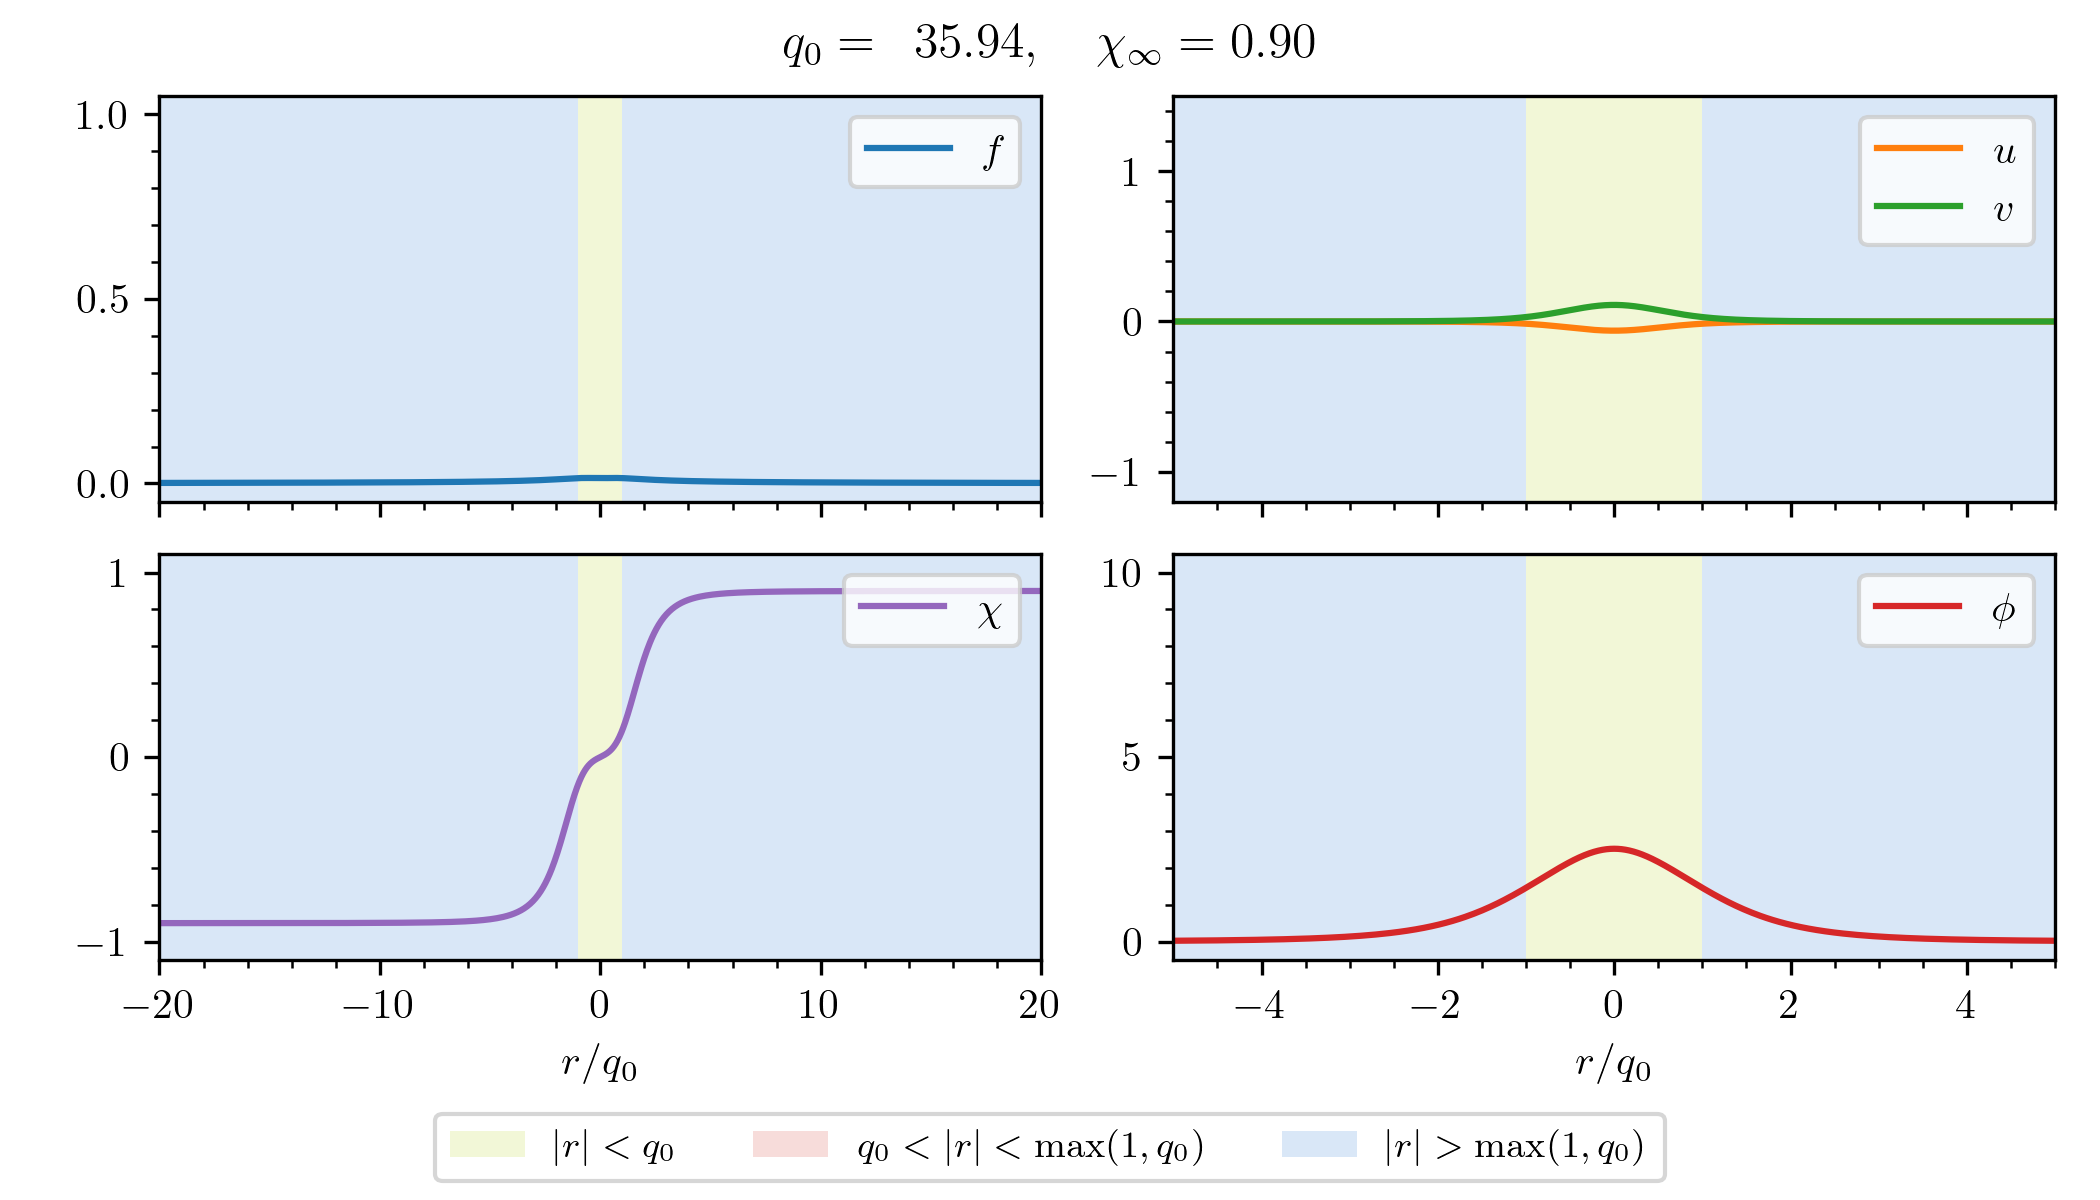 q₀ = 35.94, χ∞ = 0.90
1.0
0.5
0.0
f
1
0
−1
u
v
1
0
−1
χ
−20 −10 0 10 20
r/q₀
10
5
0
ϕ
−4 −2 0 2 4
r/q₀
|r| < q₀ q₀ < |r| < max(1, q₀) |r| > max(1, q₀)